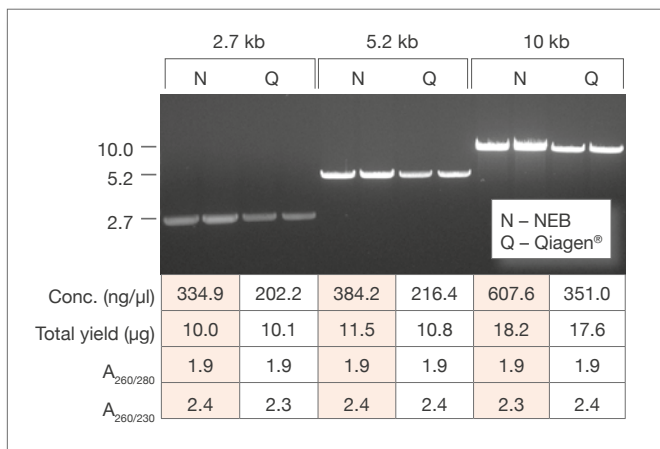 2.7 kb 5.2 kb 10 kb
N Q N Q N Q
10.0
5.2
2.7
N – NEB
Q – Qiagen®
Conc. (ng/µl) 334.9 202.2 384.2 216.4 607.6 351.0
Total yield (µg) 10.0 10.1 11.5 10.8 18.2 17.6
A260/280 1.9 1.9 1.9 1.9 1.9 1.9
A260/230 2.4 2.3 2.4 2.4 2.3 2.4